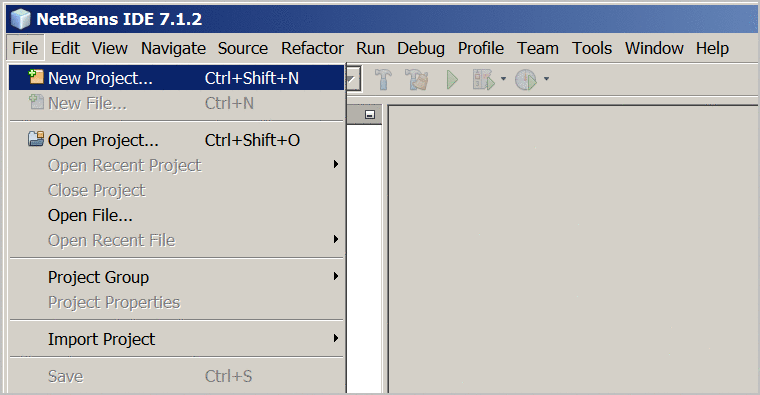 NetBeans IDE 7.1.2
File Edit View Navigate Source Refactor Run Debug Profile Team Tools Window Help
New Project... Ctrl+Shift+N
New File... Ctrl+N
Open Project... Ctrl+Shift+O
Open Recent Project
Close Project
Open File...
Open Recent File
Project Group
Project Properties
Import Project
Save Ctrl+S